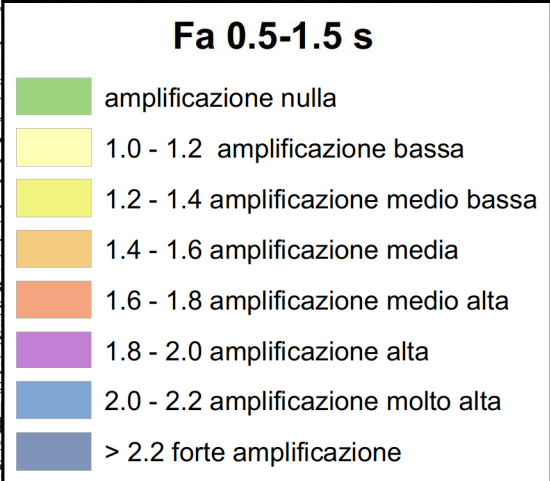 Fa 0.5-1.5 s
amplificazione nulla
1.0 - 1.2 amplificazione bassa
1.2 - 1.4 amplificazione medio bassa
1.4 - 1.6 amplificazione media
1.6 - 1.8 amplificazione medio alta
1.8 - 2.0 amplificazione alta
2.0 - 2.2 amplificazione molto alta
> 2.2 forte amplificazione